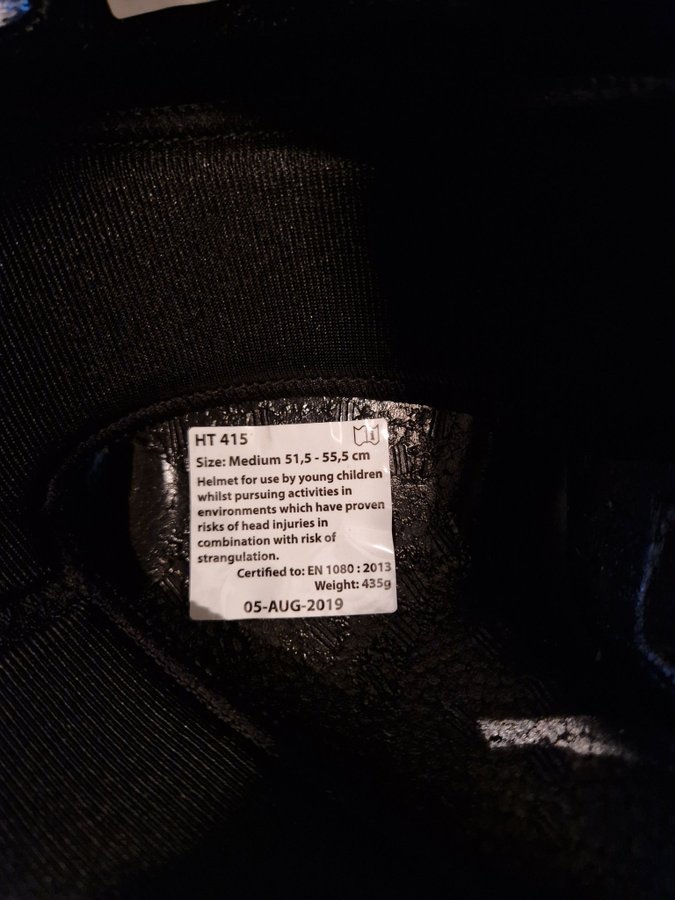 HT 415
Size: Medium 51,5 - 55,5 cm
Helmet for use by young children
whilst pursuing activities in
environments which have proven
risks of head injuries in
combination with risk of
strangulation.
Certified to: EN 1080 : 2013
Weight: 435g
05-AUG-2019